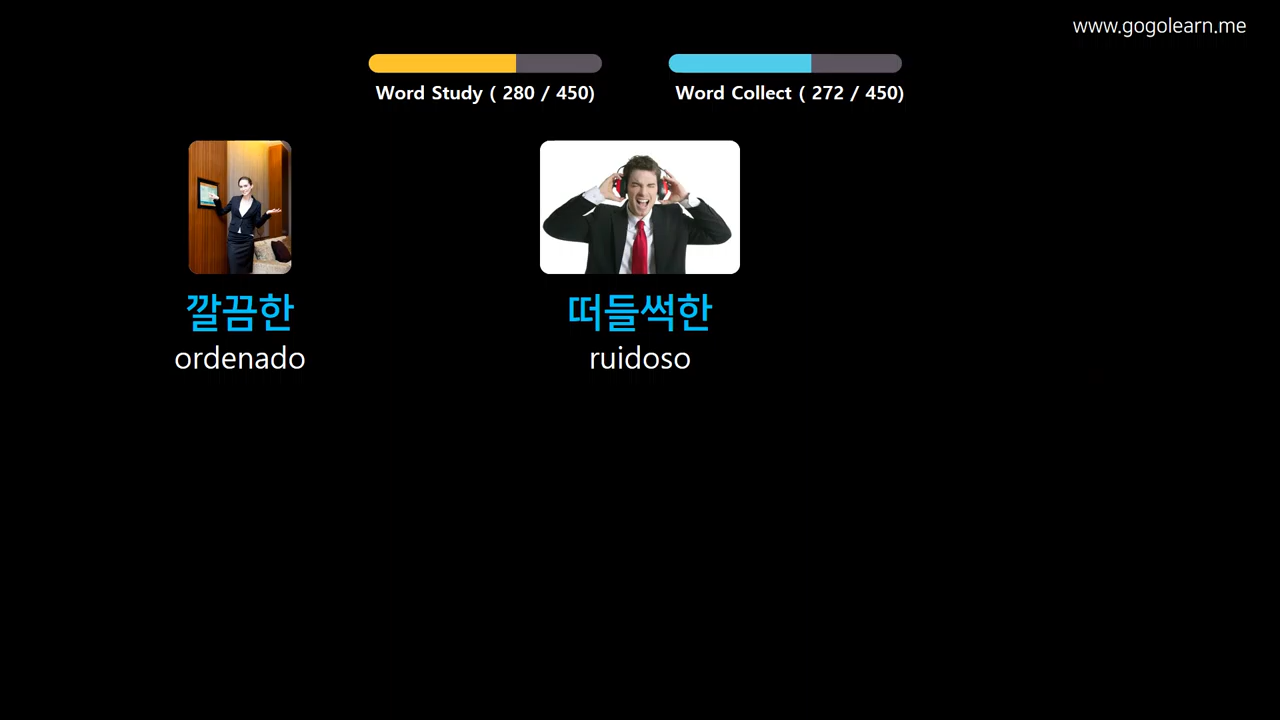 www.gogolearn.me
Word Study ( 280 / 450)
Word Collect ( 272 / 450)
깔끔한
ordenado
떠들썩한
ruidoso